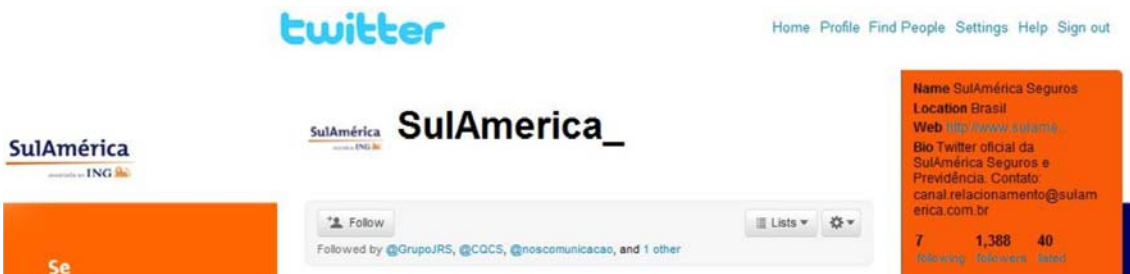 twitter
Home Profile Find People Settings Help Sign out
SulAmérica
associada ao ING
Se
SulAmérica
SulAmerica_
Follow
Lists
Followed by @GrupoJRS, @CQCS, @noscomunicacao, and 1 other
Name SulAmérica Seguros
Location Brasil
Web http://www.sulame...
Bio Twitter oficial da
SulAmérica Seguros e
Previdência. Contato:
canal.relacionamento@sulam
erica.com.br
7 1,388 40
following followers listed